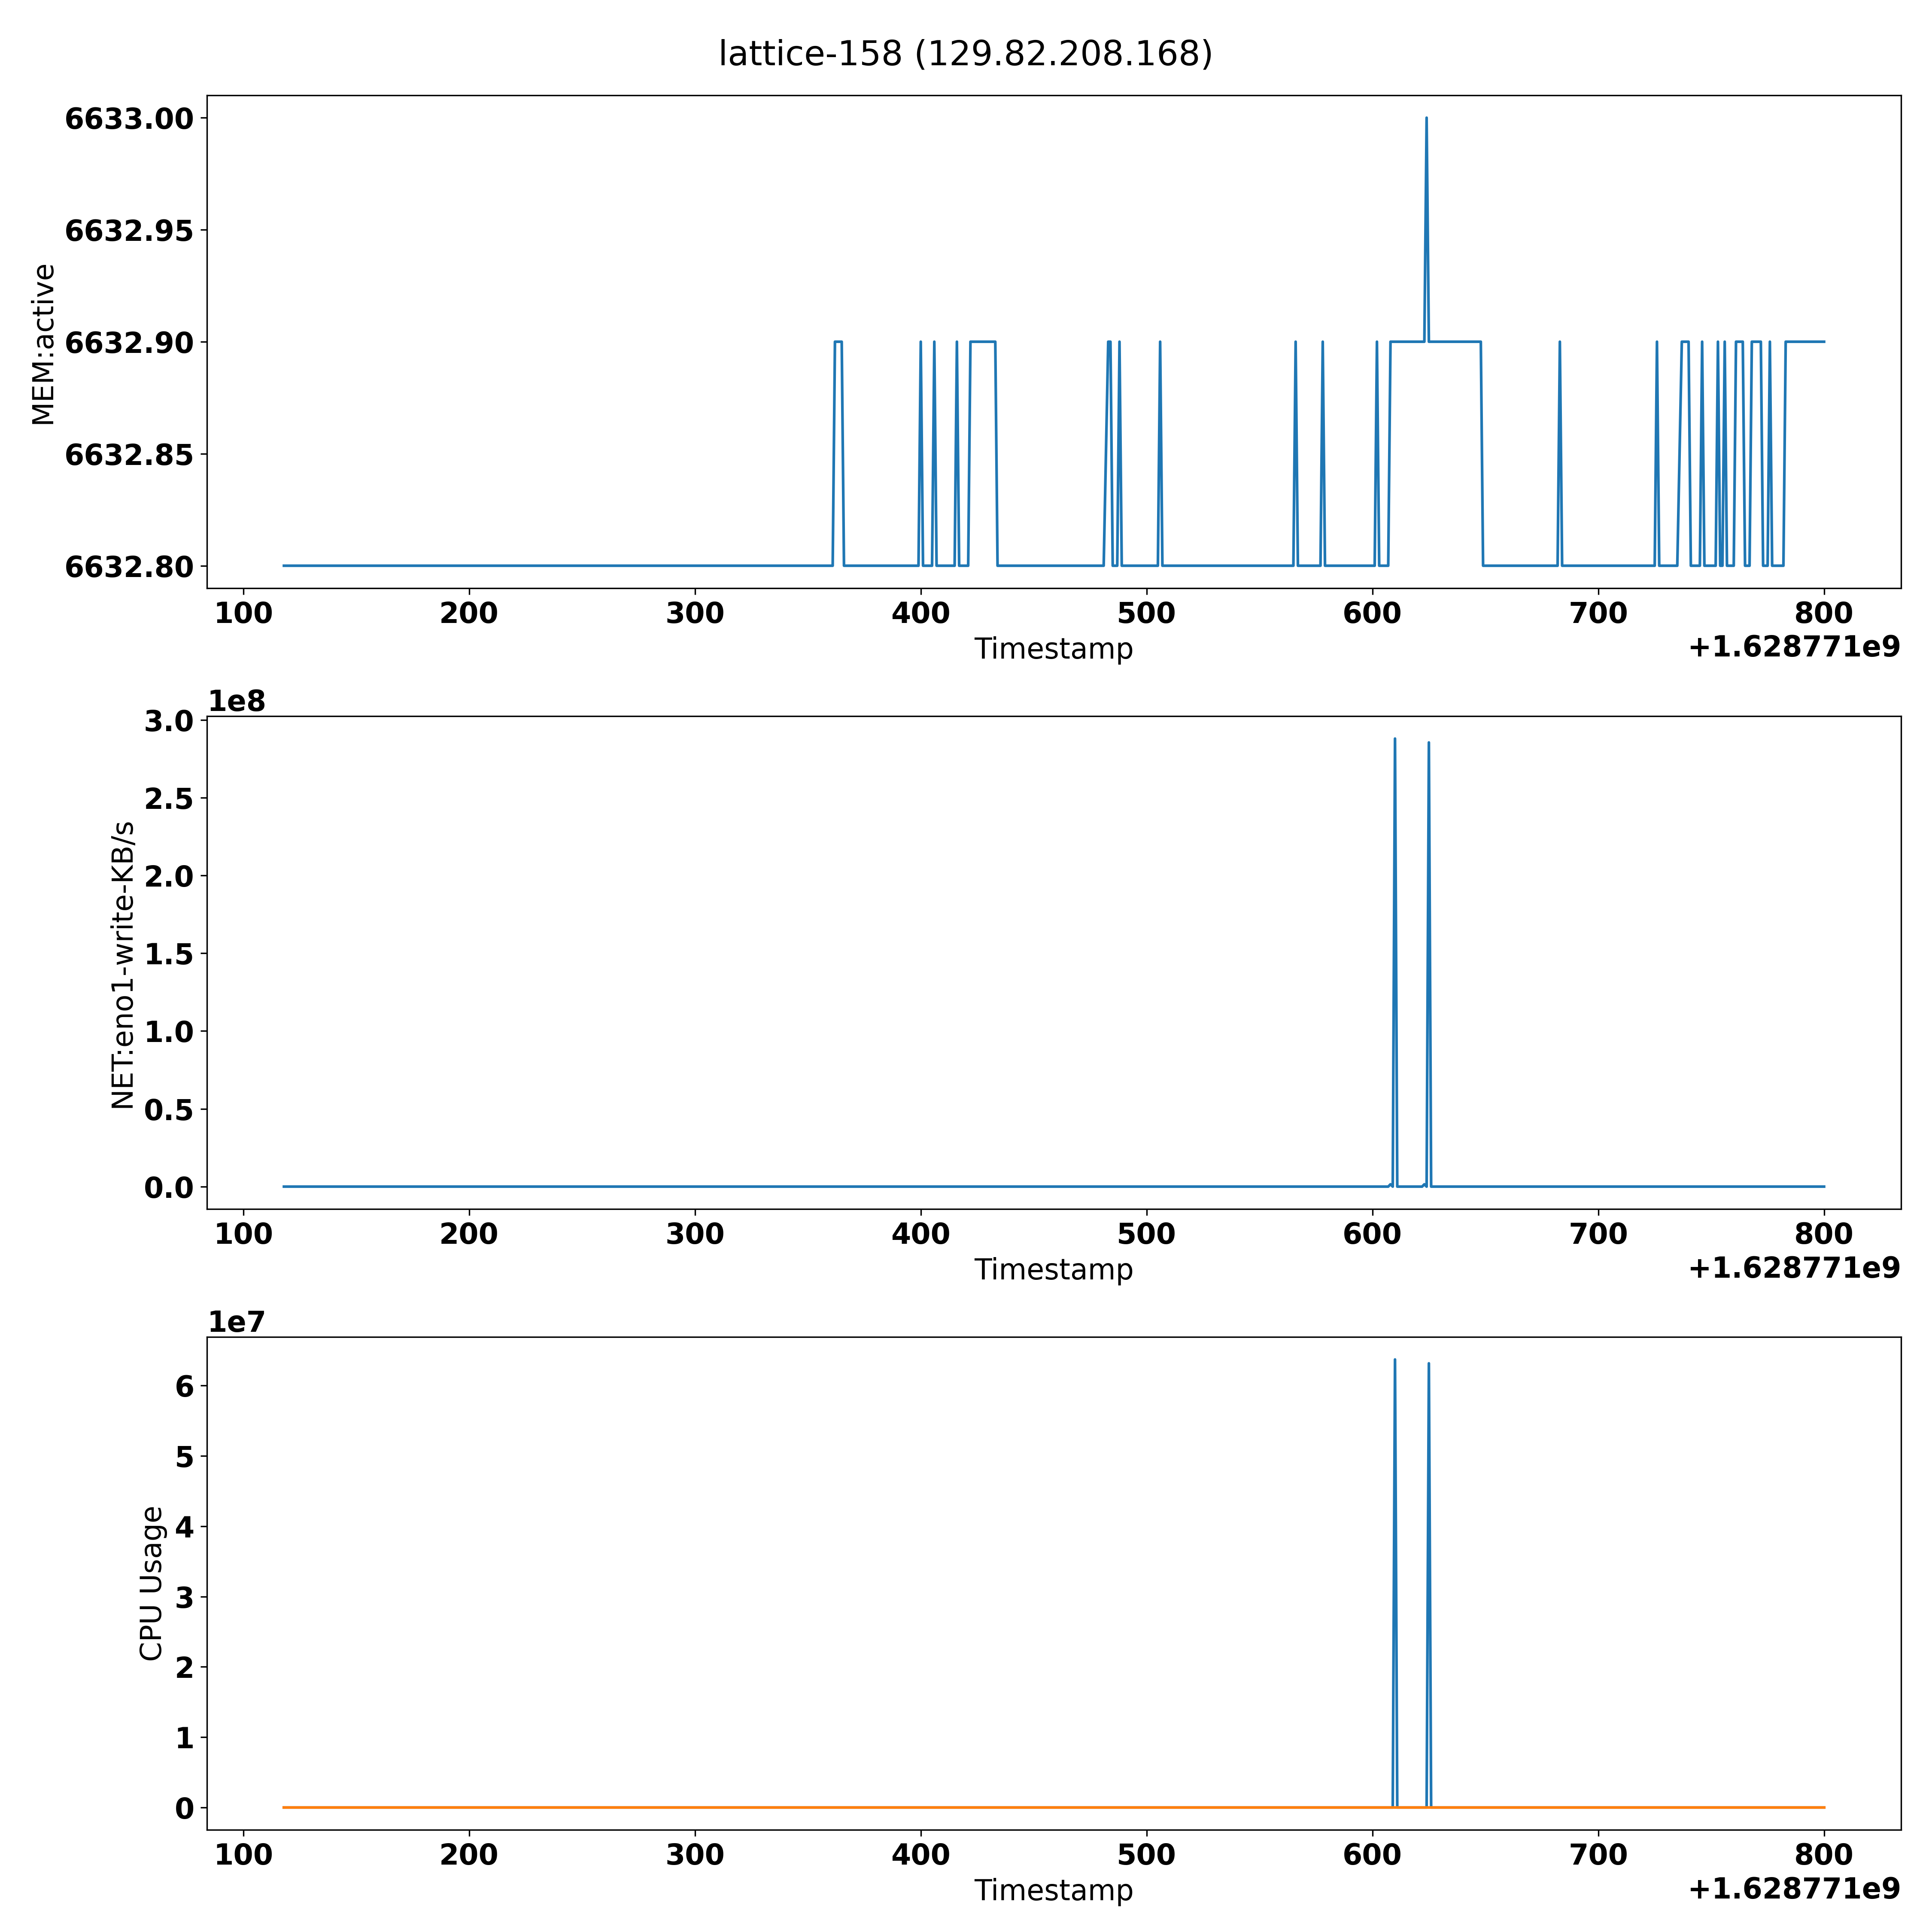 lattice-158 (129.82.208.168)
6633.00
6632.95
6632.90
6632.85
6632.80
MEM:active
100 200 300 400 500 600 700 800
Timestamp
+1.628771e9
1e8
3.0
2.5
2.0
1.5
1.0
0.5
0.0
NET:eno1-write-KB/s
100 200 300 400 500 600 700 800
Timestamp
+1.628771e9
1e7
6
5
4
3
2
1
0
CPU Usage
100 200 300 400 500 600 700 800
Timestamp
+1.628771e9